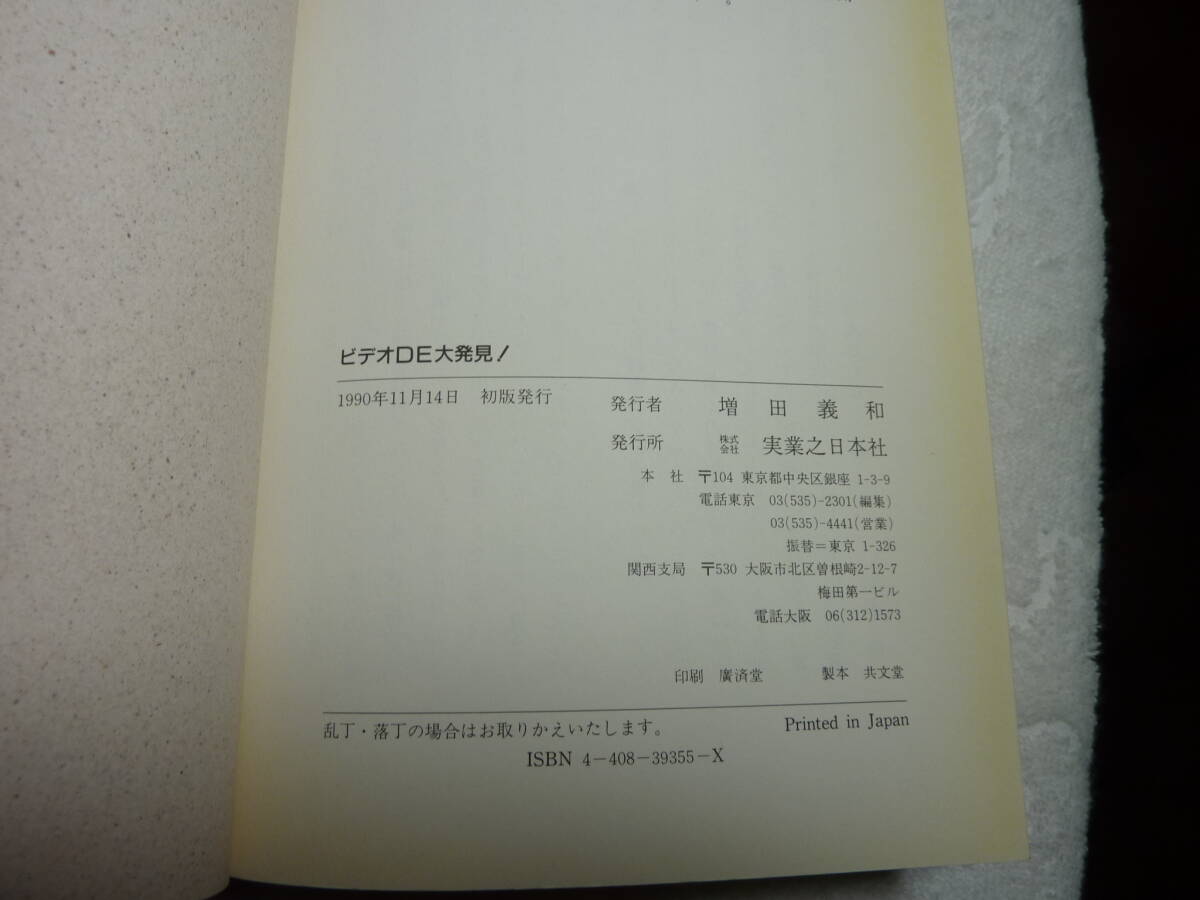 ビデオDE大発見!
1990年11月14日 初版発行
発行者 増田義和
発行所 株式会社 実業之日本社
本社 〒104 東京都中央区銀座 1-3-9
電話東京 03(535)-2301(編集)
03(535)-4441(営業)
振替=東京 1-326
関西支局 〒530 大阪市北区曽根崎2-12-7
梅田第一ビル
電話大阪 06(312)1573
印刷 廣済堂 製本 共文堂
乱丁・落丁の場合はお取りかえいたします。
Printed in Japan
ISBN 4-408-39355-X